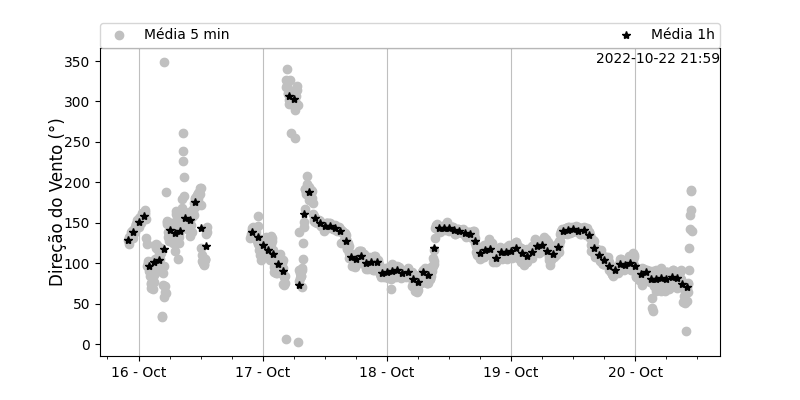 Média 5 min
Média 1h
2022-10-22 21:59
Direção do Vento (°)
350
300
250
200
150
100
50
0
16 - Oct
17 - Oct
18 - Oct
19 - Oct
20 - Oct